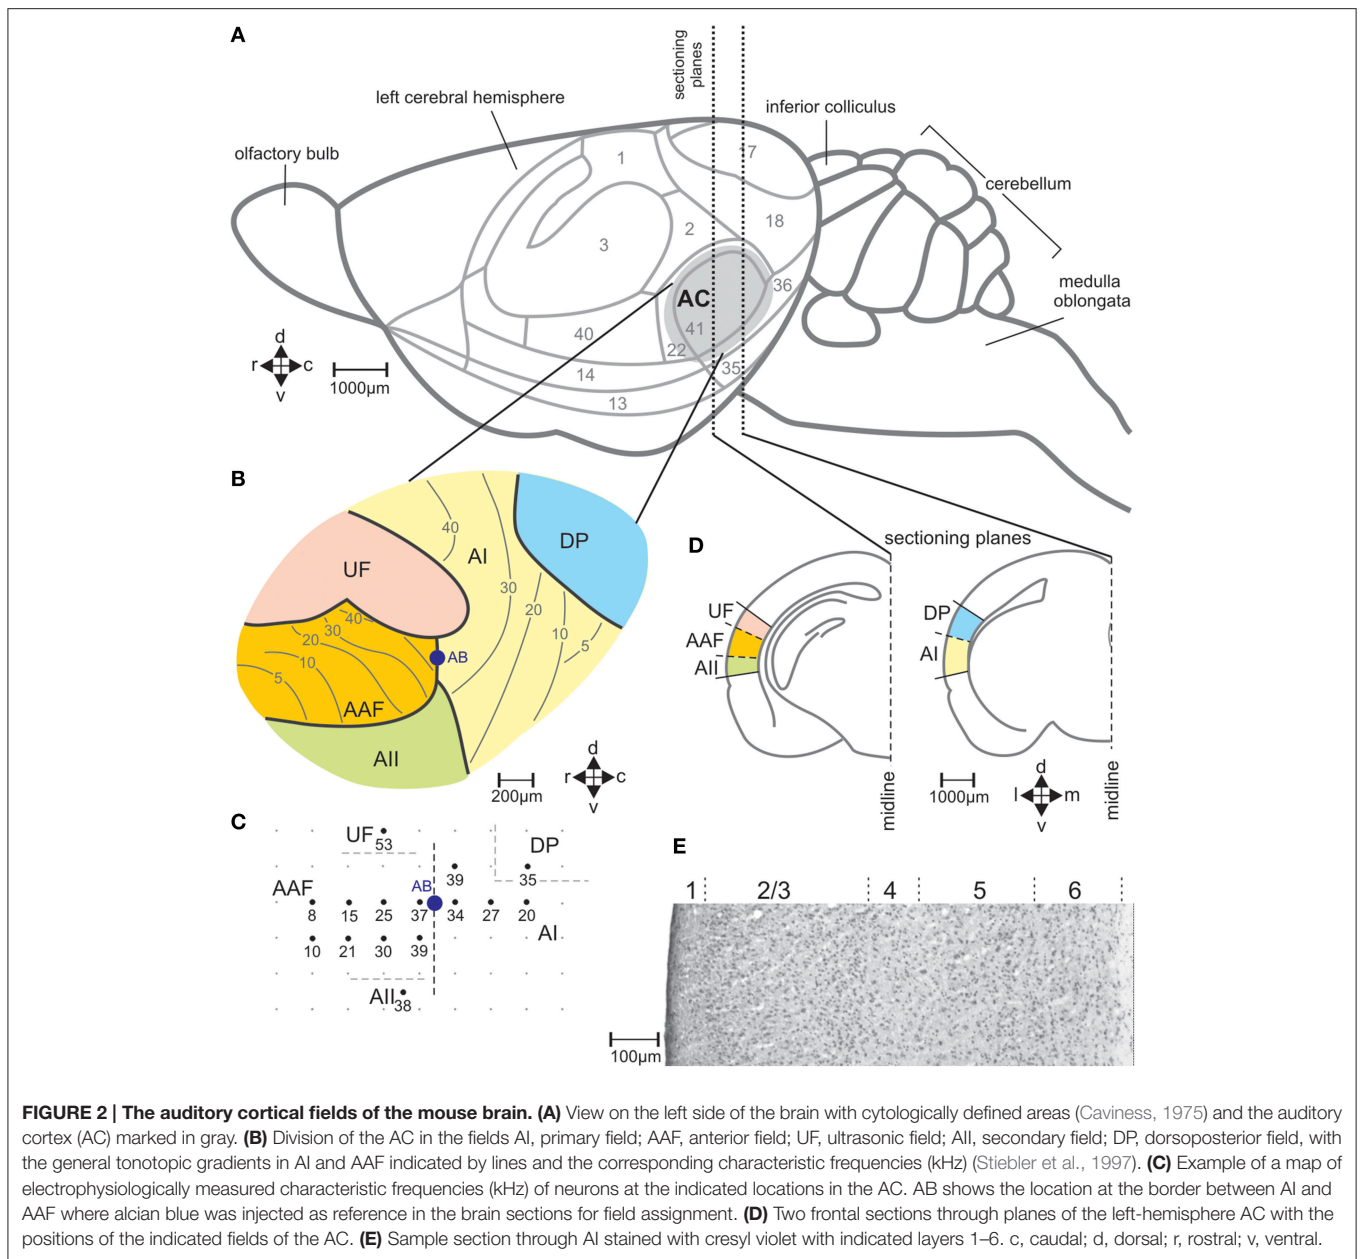 A
sectioning
planes
left cerebral hemisphere
inferior colliculus
olfactory bulb
cerebellum
medulla
oblongata
1
17
2
18
3
36
AC
41
40
22
35
14
13
d
r c
v
1000µm
B
40
AI
DP
UF
30
20
10
5
40
30
20
10
5
AB
AAF
AII
d
r c
v
200µm
D
sectioning planes
UF
AAF
AII
DP
AI
midline
midline
1000µm
d
l m
v
C
UF
53
DP
39
35
AAF
AB
8 15 25 37 34 27 20
AI
10 21 30 39
AII
38
E
1 2/3 4 5 6
100µm
FIGURE 2 | The auditory cortical fields of the mouse brain. (A) View on the left side of the brain with cytologically defined areas (Caviness, 1975) and the auditory
cortex (AC) marked in gray. (B) Division of the AC in the fields AI, primary field; AAF, anterior field; UF, ultrasonic field; AII, secondary field; DP, dorsoposterior field, with
the general tonotopic gradients in AI and AAF indicated by lines and the corresponding characteristic frequencies (kHz) (Stiebler et al., 1997). (C) Example of a map of
electrophysiologically measured characteristic frequencies (kHz) of neurons at the indicated locations in the AC. AB shows the location at the border between AI and
AAF where alcian blue was injected as reference in the brain sections for field assignment. (D) Two frontal sections through planes of the left-hemisphere AC with the
positions of the indicated fields of the AC. (E) Sample section through AI stained with cresyl violet with indicated layers 1–6. c, caudal; d, dorsal; r, rostral; v, ventral.